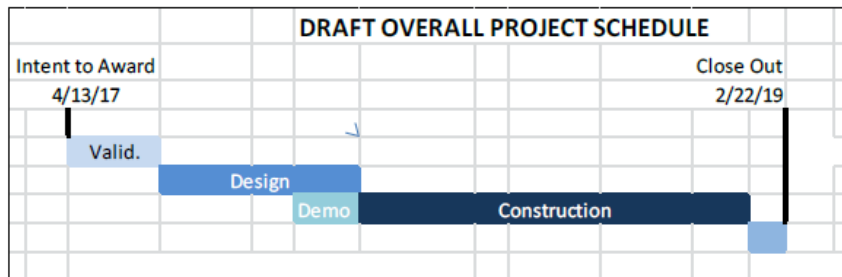 DRAFT OVERALL PROJECT SCHEDULE
Intent to Award
Close Out
4/13/17
2/22/19
Valid.
Design
Demo
Construction